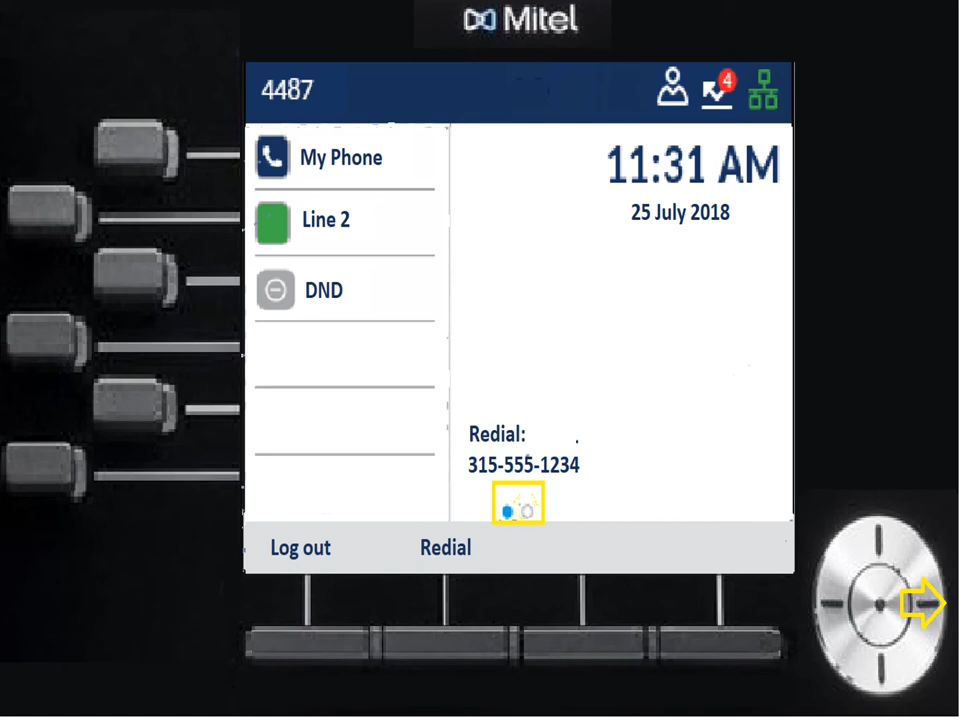 Mitel
4487
4
My Phone
11:31 AM
25 July 2018
Line 2
DND
Redial:
315-555-1234
Log out
Redial